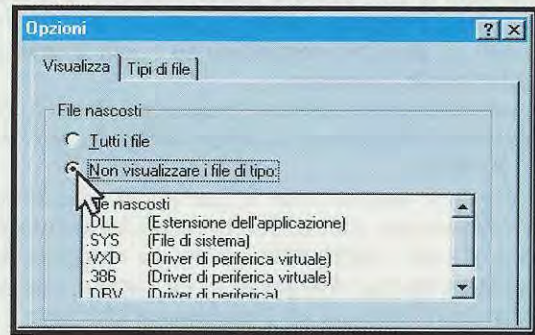 Opzioni
Visualizza Tipi di file
File nascosti
Tutti i file
Non visualizzare i file di tipo:
File nascosti
.DLL (Estensione dell'applicazione)
.SYS (File di sistema)
.VXD (Driver di periferica virtuale)
.386 (Driver di periferica virtuale)
.DRV (Driver di periferica)